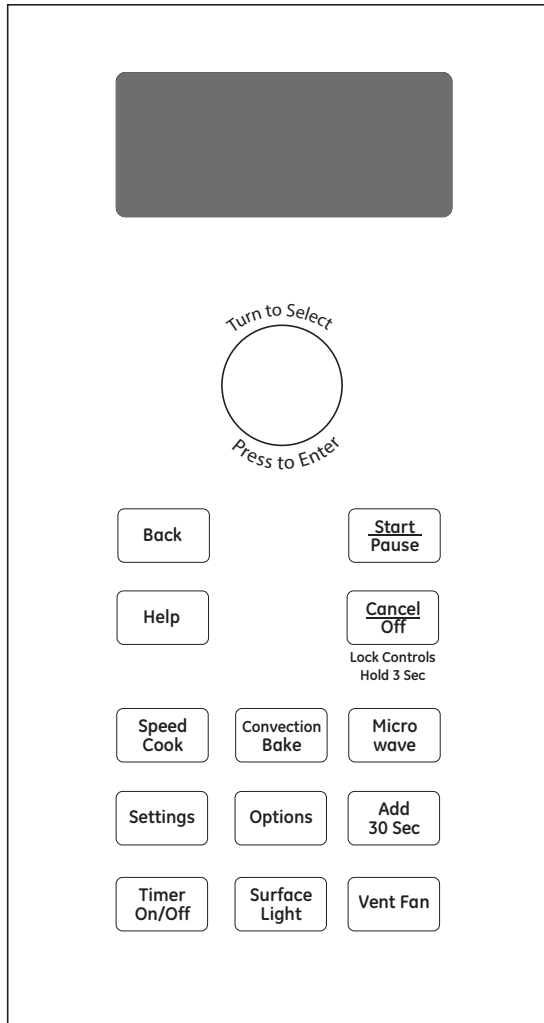 Turn to Select
Press to Enter
Back
Start
Pause
Help
Cancel
Off
Lock Controls
Hold 3 Sec
Speed
Cook
Convection
Bake
Micro
wave
Settings
Options
Add
30 Sec
Timer
On/Off
Surface
Light
Vent Fan